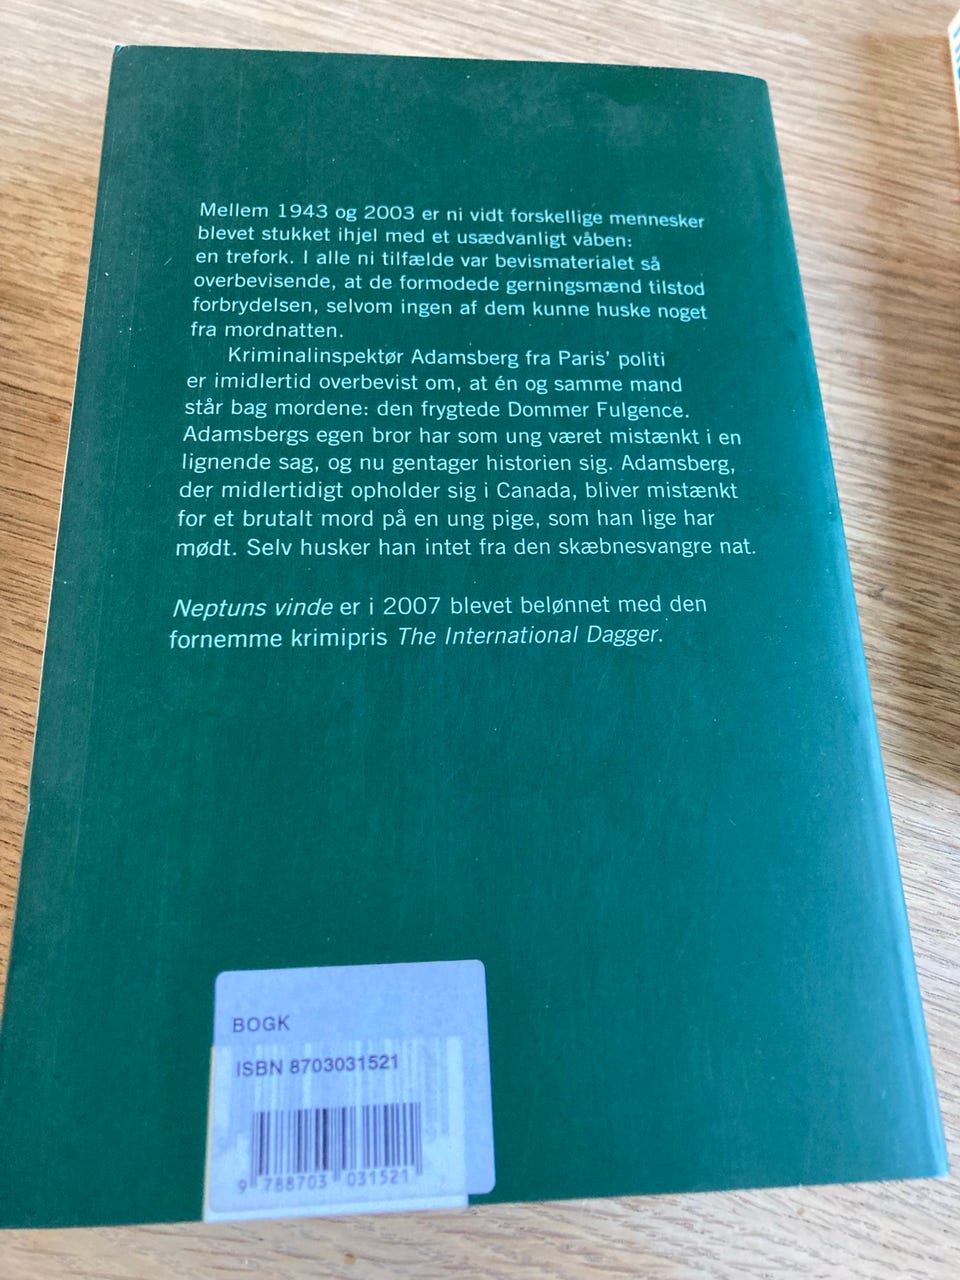 Mellem 1943 og 2003 er ni vidt forskellige mennesker
blevet stukket ihjel med et usædvanligt våben:
en trefork. I alle ni tilfælde var bevismaterialet så
overbevisende, at de formodede gerningsmænd tilstod
forbrydelsen, selvom ingen af dem kunne huske noget
fra mordnatten.
Kriminalinspektør Adamsberg fra Paris' politi
er imidlertid overbevist om, at én og samme mand
står bag mordene: den frygtede Dommer Fulgence.
Adamsbergs egen bror har som ung været mistænkt i en
lignende sag, og nu gentager historien sig. Adamsberg,
der midlertidigt opholder sig i Canada, bliver mistænkt
for et brutalt mord på en ung pige, som han lige har
mødt. Selv husker han intet fra den skæbnesvangre nat.
Neptuns vinde er i 2007 blevet belønnet med den
fornemme krimipris The International Dagger.
BOGK
ISBN 8703031521
9 788703 031521